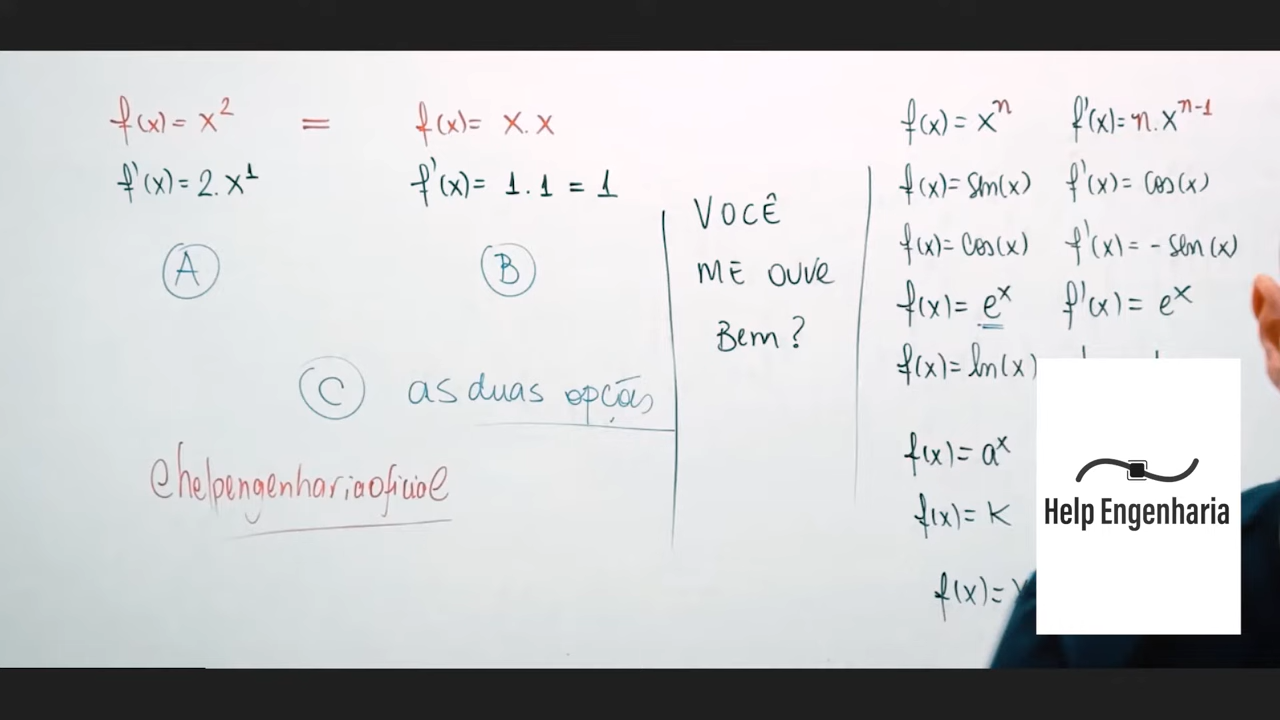 f(x) = x² = f(x) = x . x
f'(x) = 2 . x¹
f'(x) = 1 . 1 = 1
A
B
C as duas opções
@helpengenhariaoficial
VOCÊ
ME OUVE
Bem?
f(x) = xⁿ f'(x) = n . xⁿ⁻¹
f(x) = sen(x) f'(x) = cos(x)
f(x) = cos(x) f'(x) = - sen(x)
f(x) = eˣ f'(x) = eˣ
f(x) = ln(x)
f(x) = aˣ
f(x) = K
f(x) =
Help Engenharia